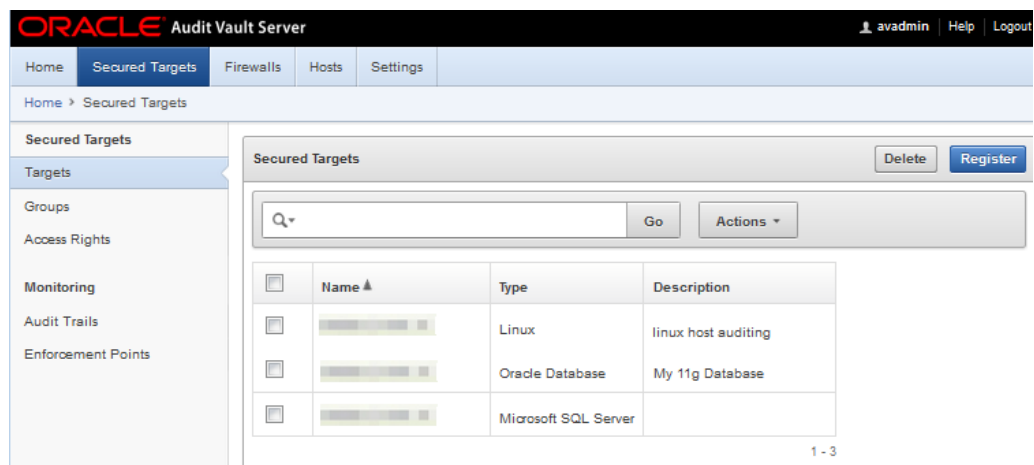 ORACLE Audit Vault Server
avadmin Help Logout
Home Secured Targets Firewalls Hosts Settings
Home > Secured Targets
Secured Targets
Targets
Groups
Access Rights
Monitoring
Audit Trails
Enforcement Points
Secured Targets Delete Register
Go Actions
Name Type Description
Linux linux host auditing
Oracle Database My 11g Database
Microsoft SQL Server
1 - 3